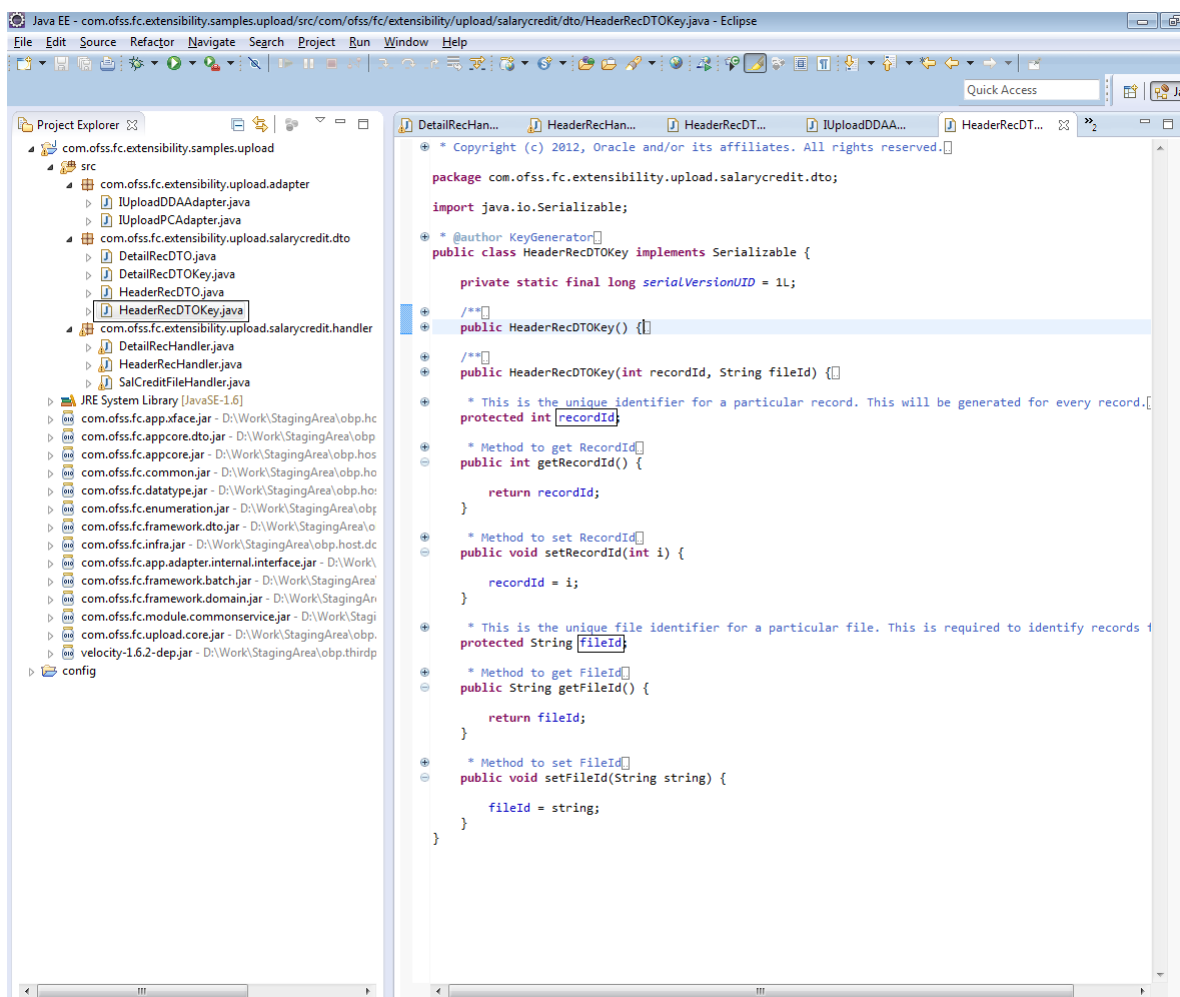 Java EE - com.ofss.fc.extensibility.samples.upload/src/com/ofss/fc/extensibility/upload/salarycredit/dto/HeaderRecDTOKey.java - Eclipse
File Edit Source Refactor Navigate Search Project Run Window Help
Quick Access
Project Explorer
com.ofss.fc.extensibility.samples.upload
src
com.ofss.fc.extensibility.upload.adapter
IUploadDDAAdapter.java
IUploadPCAdapter.java
com.ofss.fc.extensibility.upload.salarycredit.dto
DetailRecDTO.java
DetailRecDTOKey.java
HeaderRecDTO.java
HeaderRecDTOKey.java
com.ofss.fc.extensibility.upload.salarycredit.handler
DetailRecHandler.java
HeaderRecHandler.java
SalCreditFileHandler.java
JRE System Library [JavaSE-1.6]
com.ofss.fc.app.xface.jar - D:\Work\StagingArea\obp.hc
com.ofss.fc.appcore.dto.jar - D:\Work\StagingArea\obp
com.ofss.fc.appcore.jar - D:\Work\StagingArea\obp.hos
com.ofss.fc.common.jar - D:\Work\StagingArea\obp.ho
com.ofss.fc.datatype.jar - D:\Work\StagingArea\obp.hos
com.ofss.fc.enumeration.jar - D:\Work\StagingArea\obp
com.ofss.fc.framework.dto.jar - D:\Work\StagingArea\o
com.ofss.fc.infra.jar - D:\Work\StagingArea\obp.host.dc
com.ofss.fc.app.adapter.internal.interface.jar - D:\Work\
com.ofss.fc.framework.batch.jar - D:\Work\StagingArea
com.ofss.fc.framework.domain.jar - D:\Work\StagingAr
com.ofss.fc.module.commonservice.jar - D:\Work\Stagi
com.ofss.fc.upload.core.jar - D:\Work\StagingArea\obp.
velocity-1.6.2-dep.jar - D:\Work\StagingArea\obp.thirdp
config
DetailRecHan... HeaderRecHan... HeaderRecDT... IUploadDDAA... HeaderRecDT... »2
* Copyright (c) 2012, Oracle and/or its affiliates. All rights reserved.
package com.ofss.fc.extensibility.upload.salarycredit.dto;
import java.io.Serializable;
* @author KeyGenerator
public class HeaderRecDTOKey implements Serializable {
private static final long serialVersionUID = 1L;
/**
public HeaderRecDTOKey() {
/**
public HeaderRecDTOKey(int recordId, String fileId) {
* This is the unique identifier for a particular record. This will be generated for every record.
protected int recordId;
* Method to get RecordId
public int getRecordId() {
return recordId;
}
* Method to set RecordId
public void setRecordId(int i) {
recordId = i;
}
* This is the unique file identifier for a particular file. This is required to identify records f
protected String fileId;
* Method to get FileId
public String getFileId() {
return fileId;
}
* Method to set FileId
public void setFileId(String string) {
fileId = string;
}
}